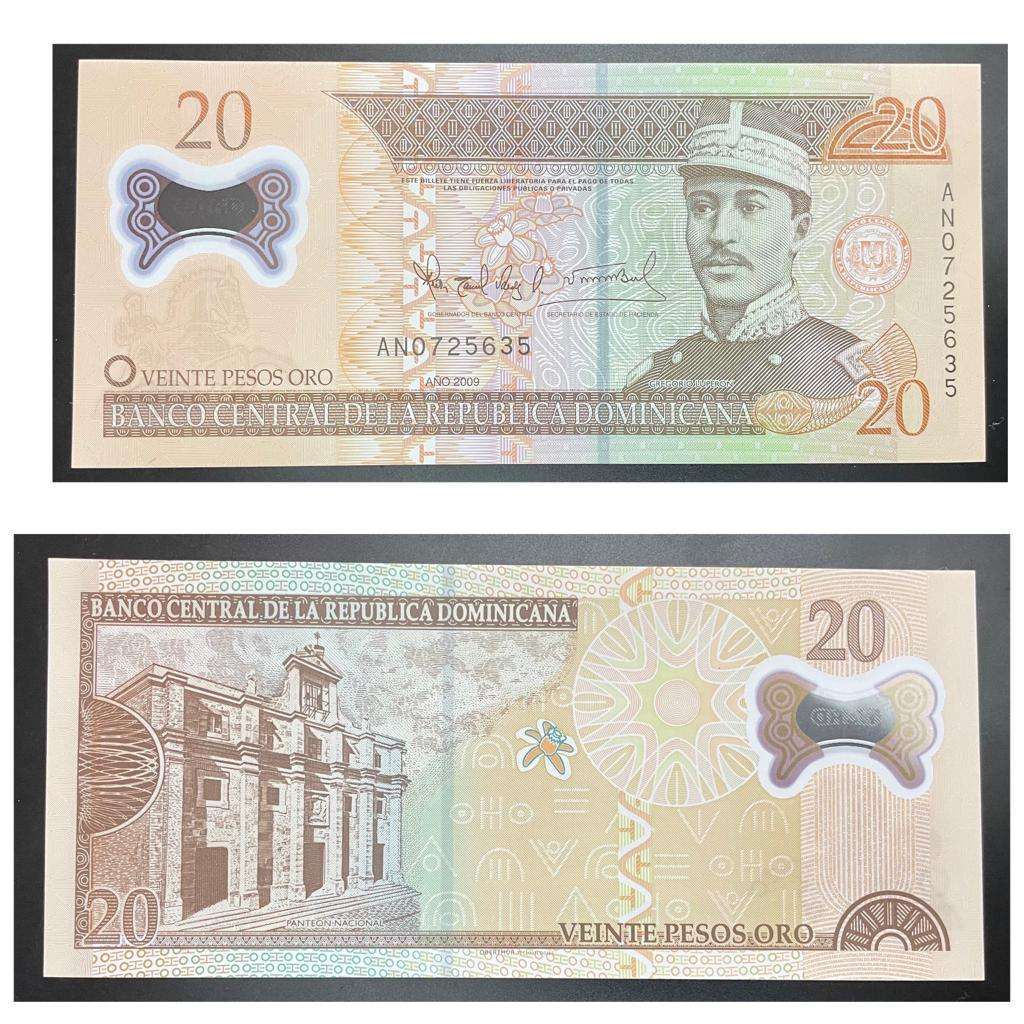 20
20
ESTE BILLETE TIENE FUERZA LIBERATORIA PARA EL PAGO DE TODAS
LAS OBLIGACIONES PUBLICAS O PRIVADAS
AN0725635
GOBERNADOR DEL BANCO CENTRAL
SECRETARIO DE ESTADO DE HACIENDA
AN0725635
VEINTE PESOS ORO
AÑO 2009
GREGORIO LUPERON
BANCO CENTRAL DE LA REPUBLICA DOMINICANA
20
BANCO CENTRAL DE LA REPUBLICA DOMINICANA
20
20
PANTEON NACIONAL
VEINTE PESOS ORO